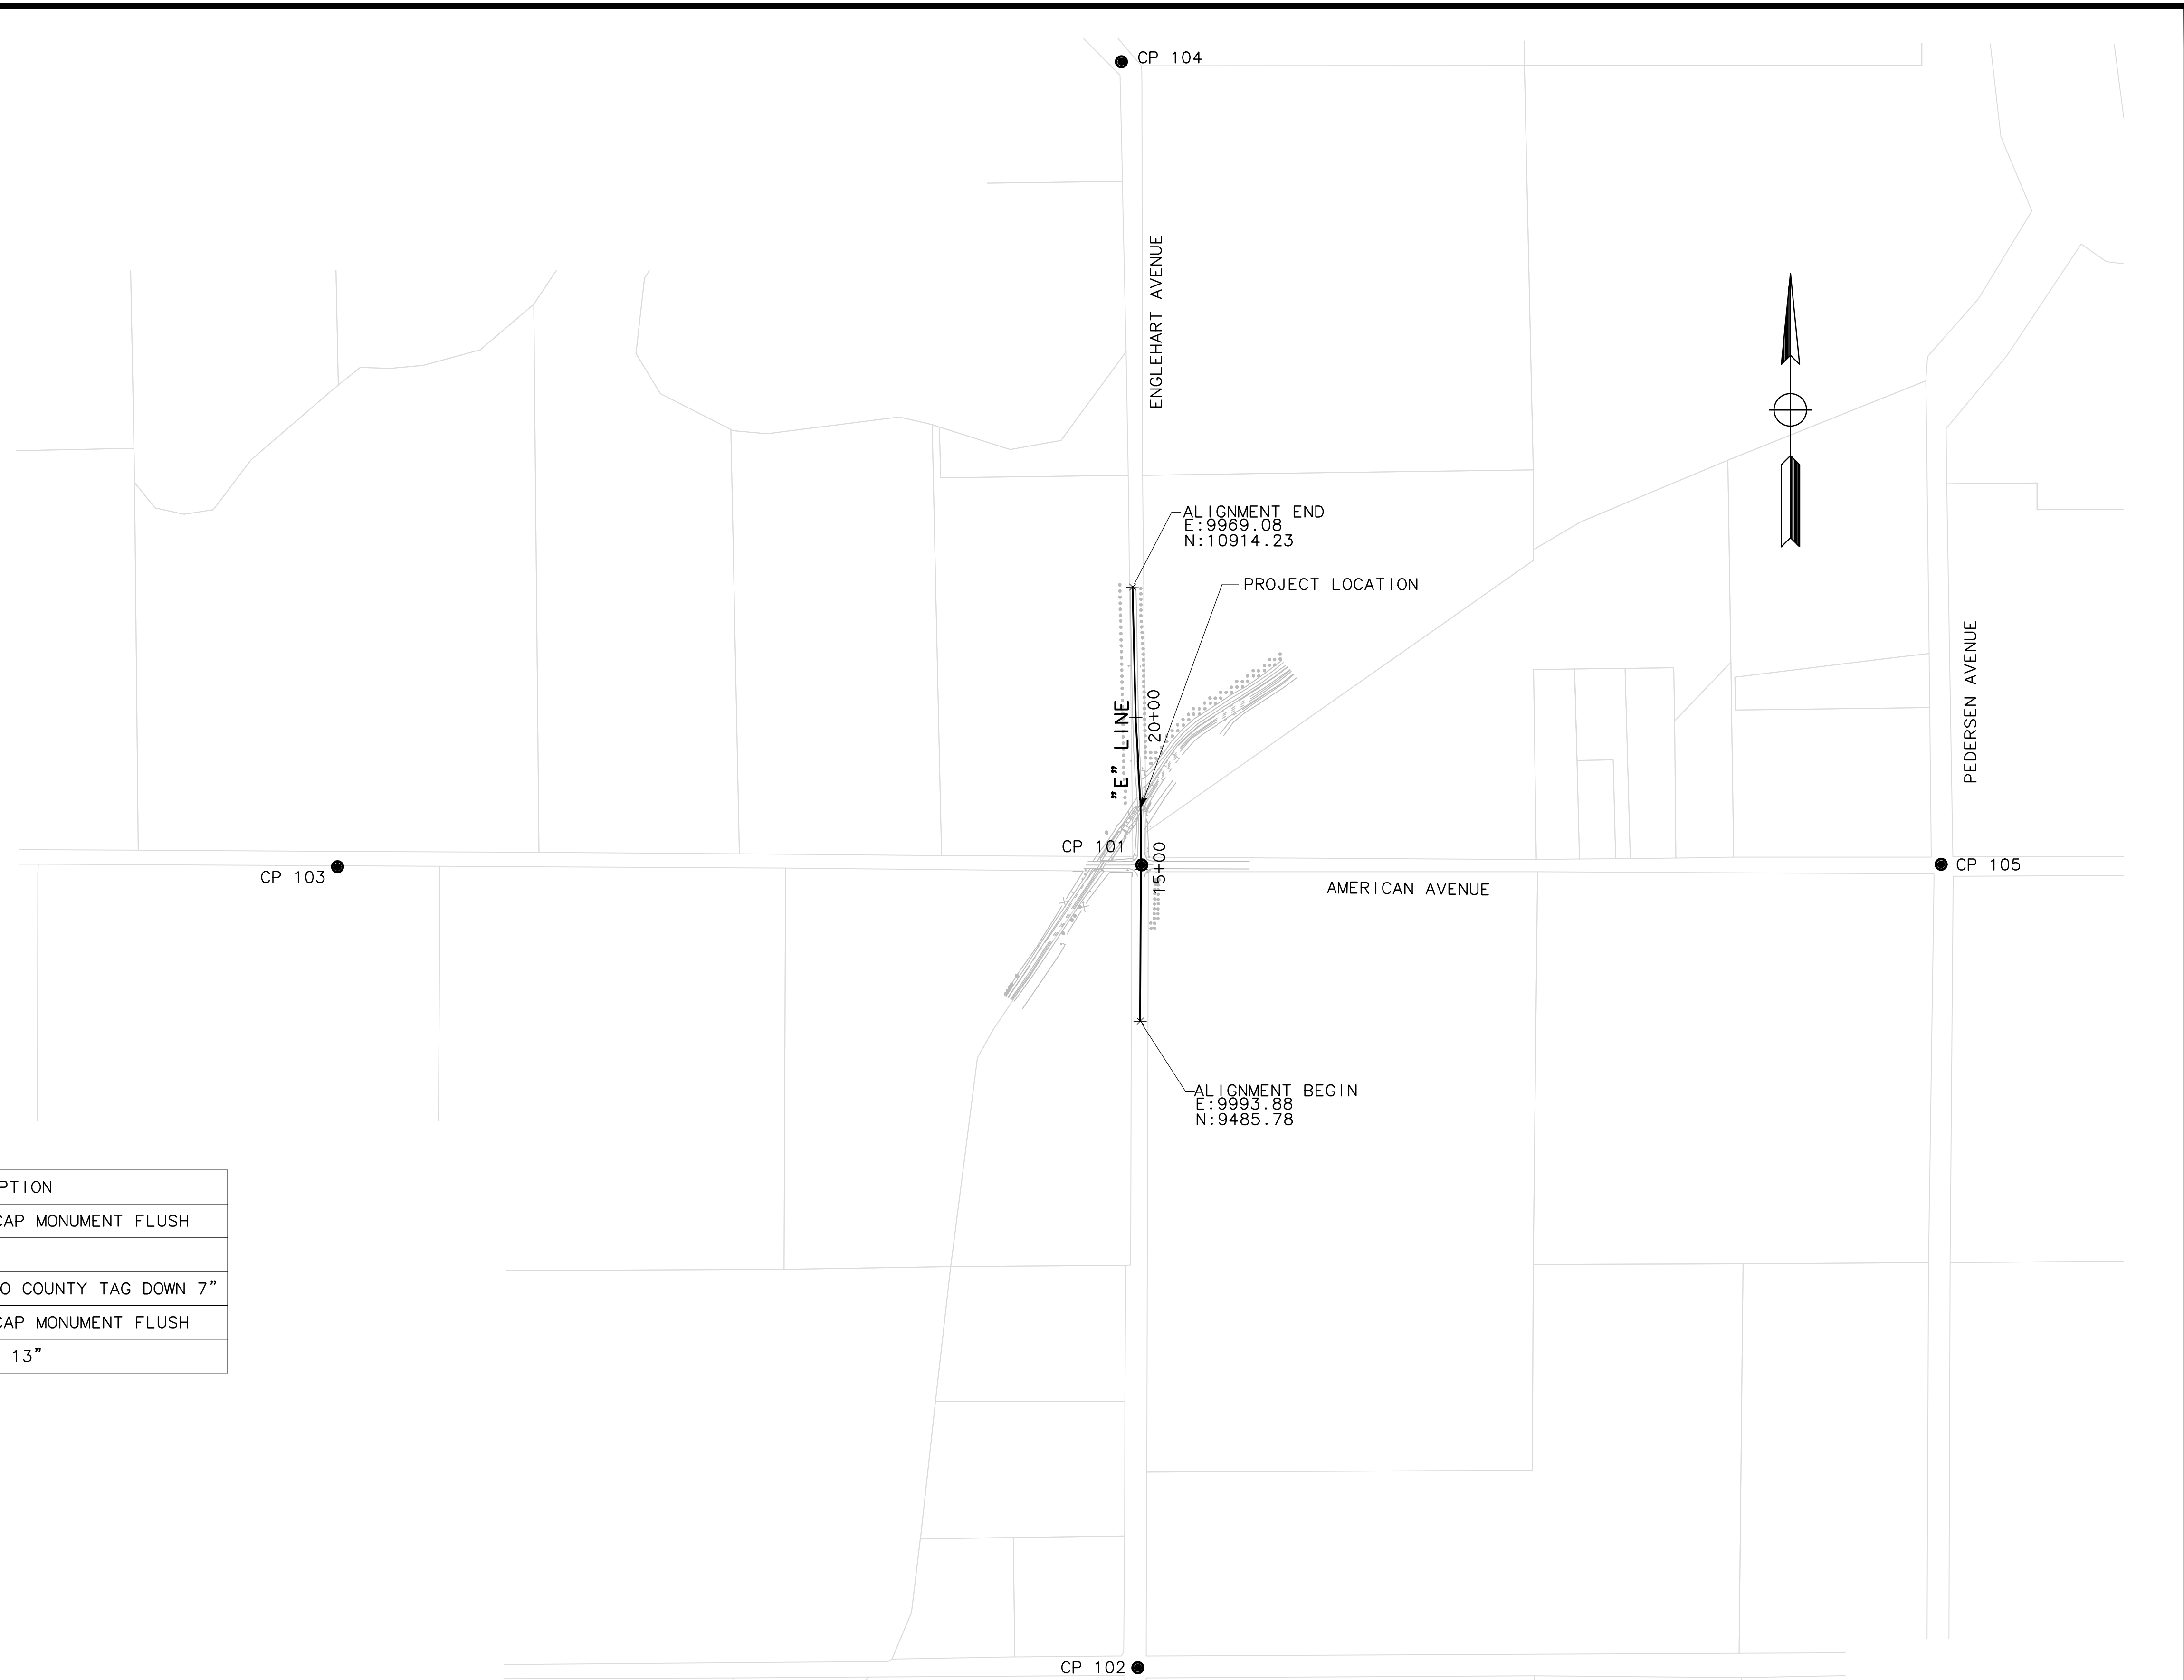 CP 104
ENGLEHART AVENUE
ALIGNMENT END
E:9969.08
N:10914.23
PROJECT LOCATION
PEDERSEN AVENUE
"E" LINE
20+00
CP 101
15+00
CP 103
CP 105
AMERICAN AVENUE
ALIGNMENT BEGIN
E:9993.88
N:9485.78
PTION
CAP MONUMENT FLUSH
O COUNTY TAG DOWN 7"
CAP MONUMENT FLUSH
13"
CP 102